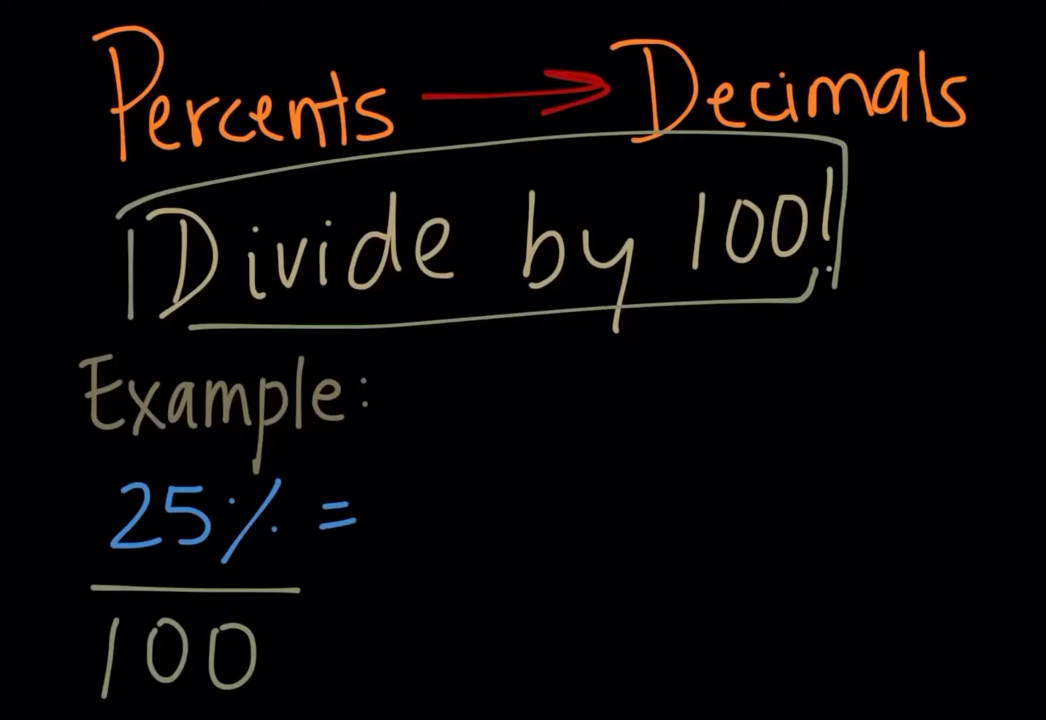 Percents → Decimals
Divide by 100!
Example:
25% =
100